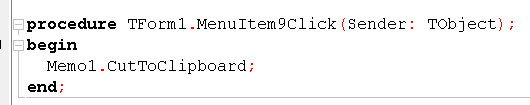 procedure TForm1.MenuItem9Click(Sender: TObject);
begin
  Memo1.CutToClipboard;
end;